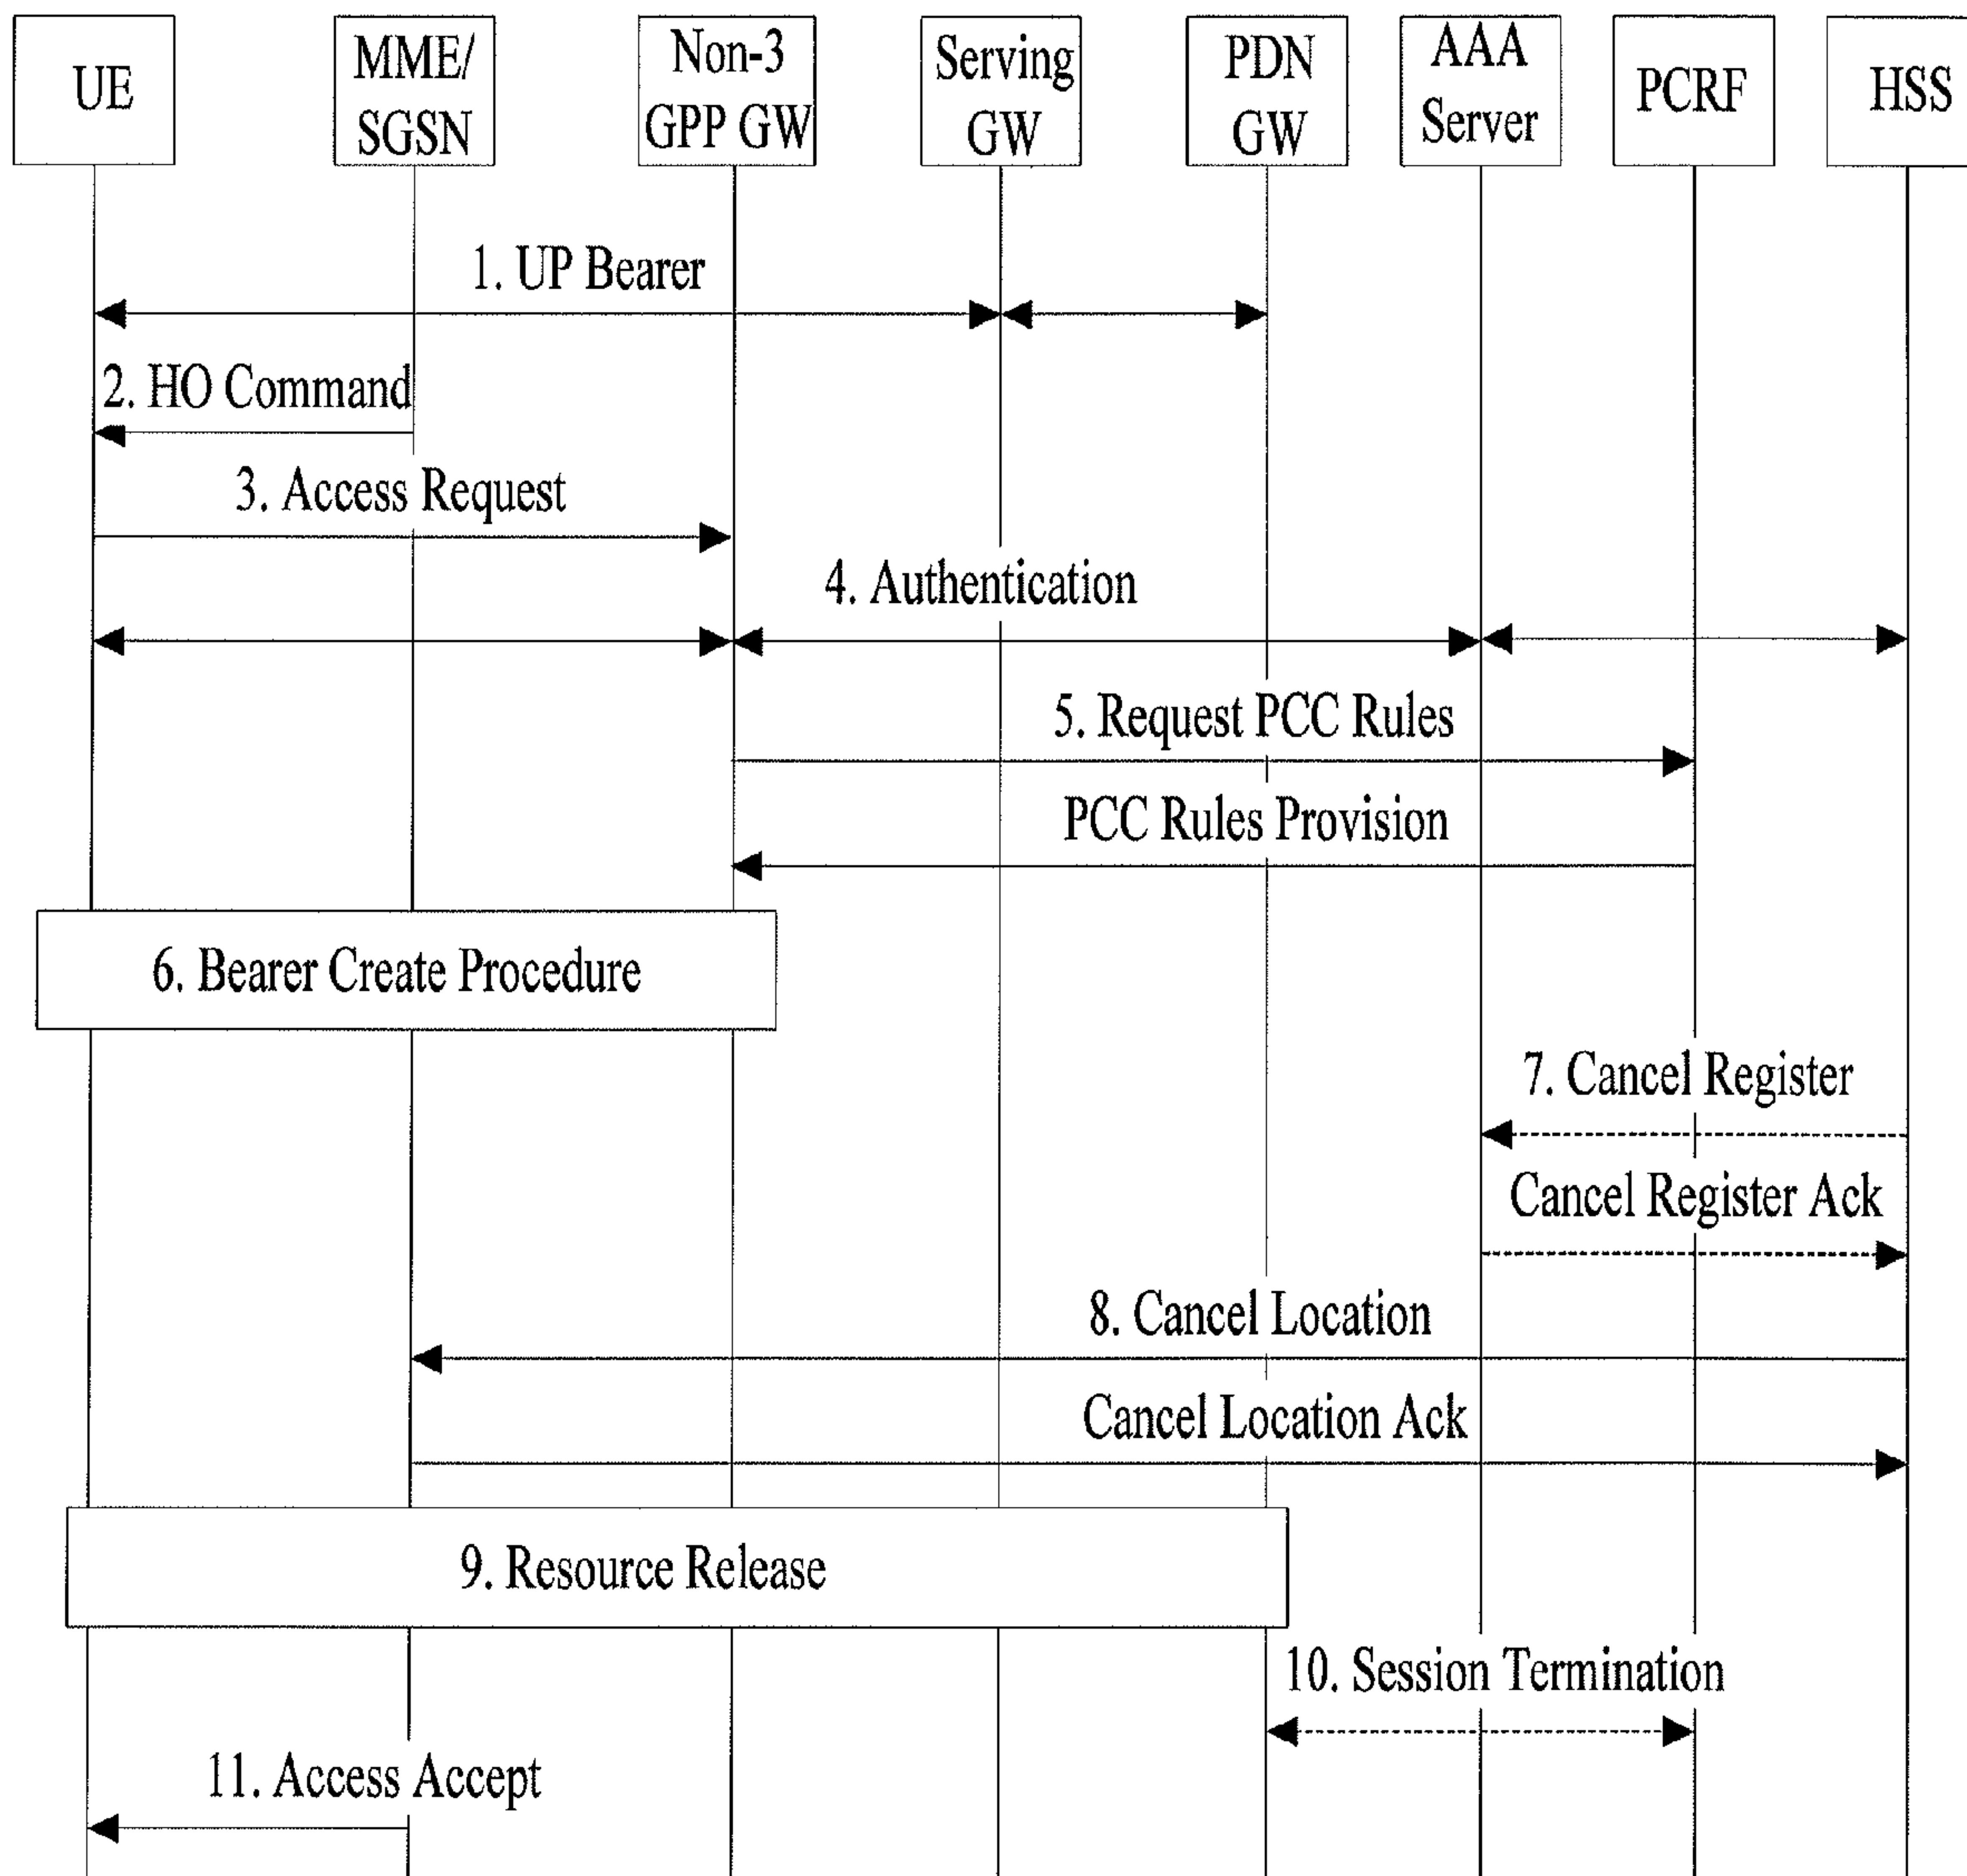 UE
MME/
SGSN
Non-3
GPP GW
Serving
GW
PDN
GW
AAA
Server
PCRF
HSS
1. UP Bearer
2. HO Command
3. Access Request
4. Authentication
5. Request PCC Rules
PCC Rules Provision
6. Bearer Create Procedure
7. Cancel Register
Cancel Register Ack
8. Cancel Location
Cancel Location Ack
9. Resource Release
10. Session Termination
11. Access Accept